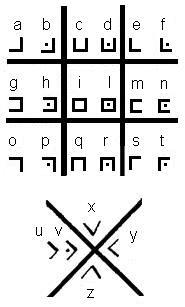 a b c d e f
g h i l m n
o p q r s t
x
u v y
z